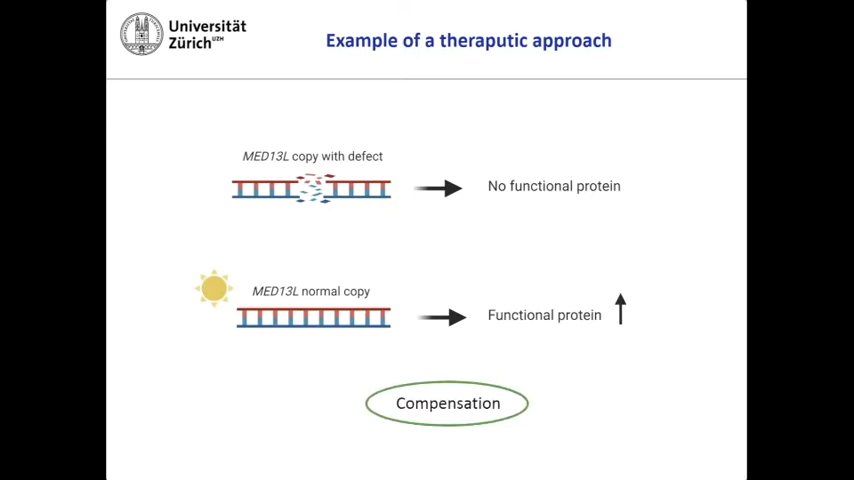 Universität
Zürich UZH
Example of a theraputic approach
MED13L copy with defect
No functional protein
MED13L normal copy
Functional protein
Compensation